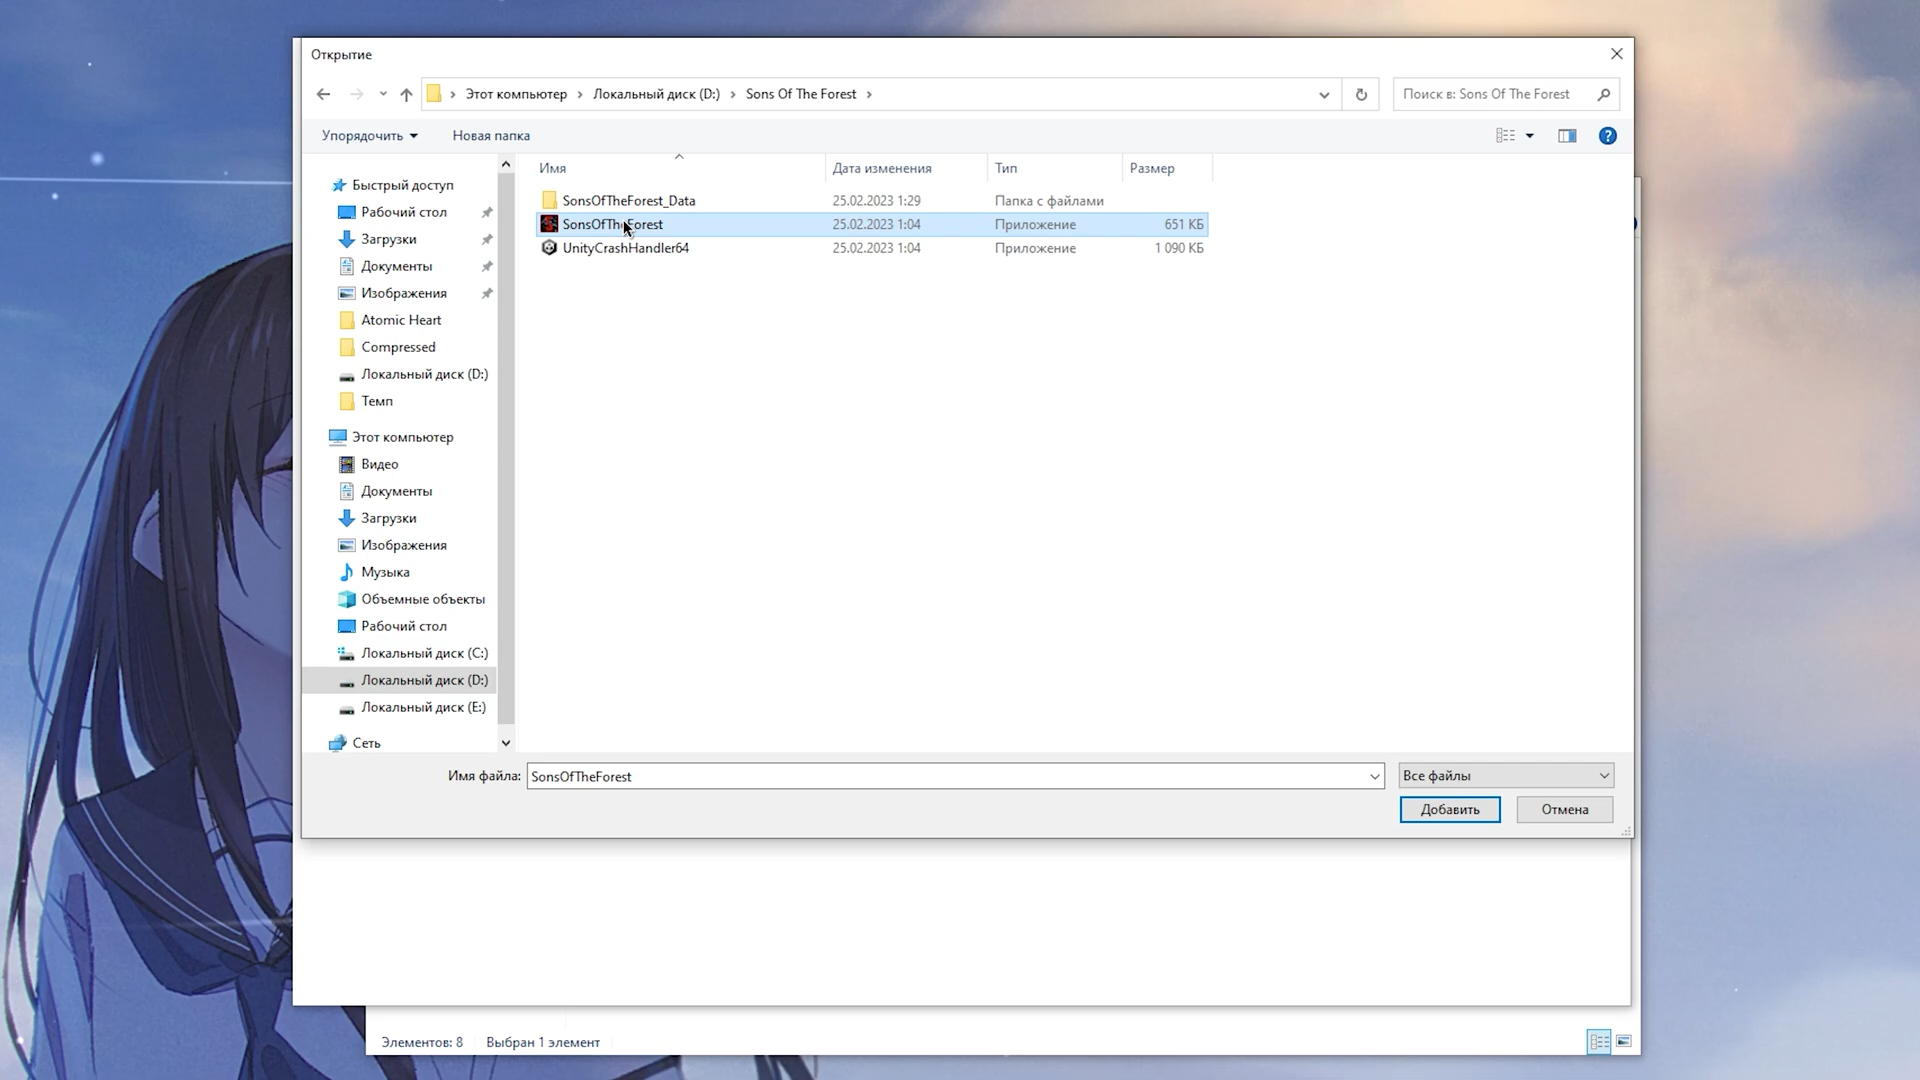 Открытие
Этот компьютер
Локальный диск (D:)
Sons Of The Forest
Поиск в: Sons Of The Forest
Упорядочить
Новая папка
Имя
Дата изменения
Тип
Размер
Быстрый доступ
Рабочий стол
Загрузки
Документы
Изображения
Atomic Heart
Compressed
Локальный диск (D:)
Темп
Этот компьютер
Видео
Документы
Загрузки
Изображения
Музыка
Объемные объекты
Рабочий стол
Локальный диск (C:)
Локальный диск (D:)
Локальный диск (E:)
Сеть
SonsOfTheForest_Data 25.02.2023 1:29 Папка с файлами
SonsOfTheForest 25.02.2023 1:04 Приложение 651 КБ
UnityCrashHandler64 25.02.2023 1:04 Приложение 1 090 КБ
Имя файла: SonsOfTheForest
Все файлы
Добавить
Отмена
Элементов: 8
Выбран 1 элемент